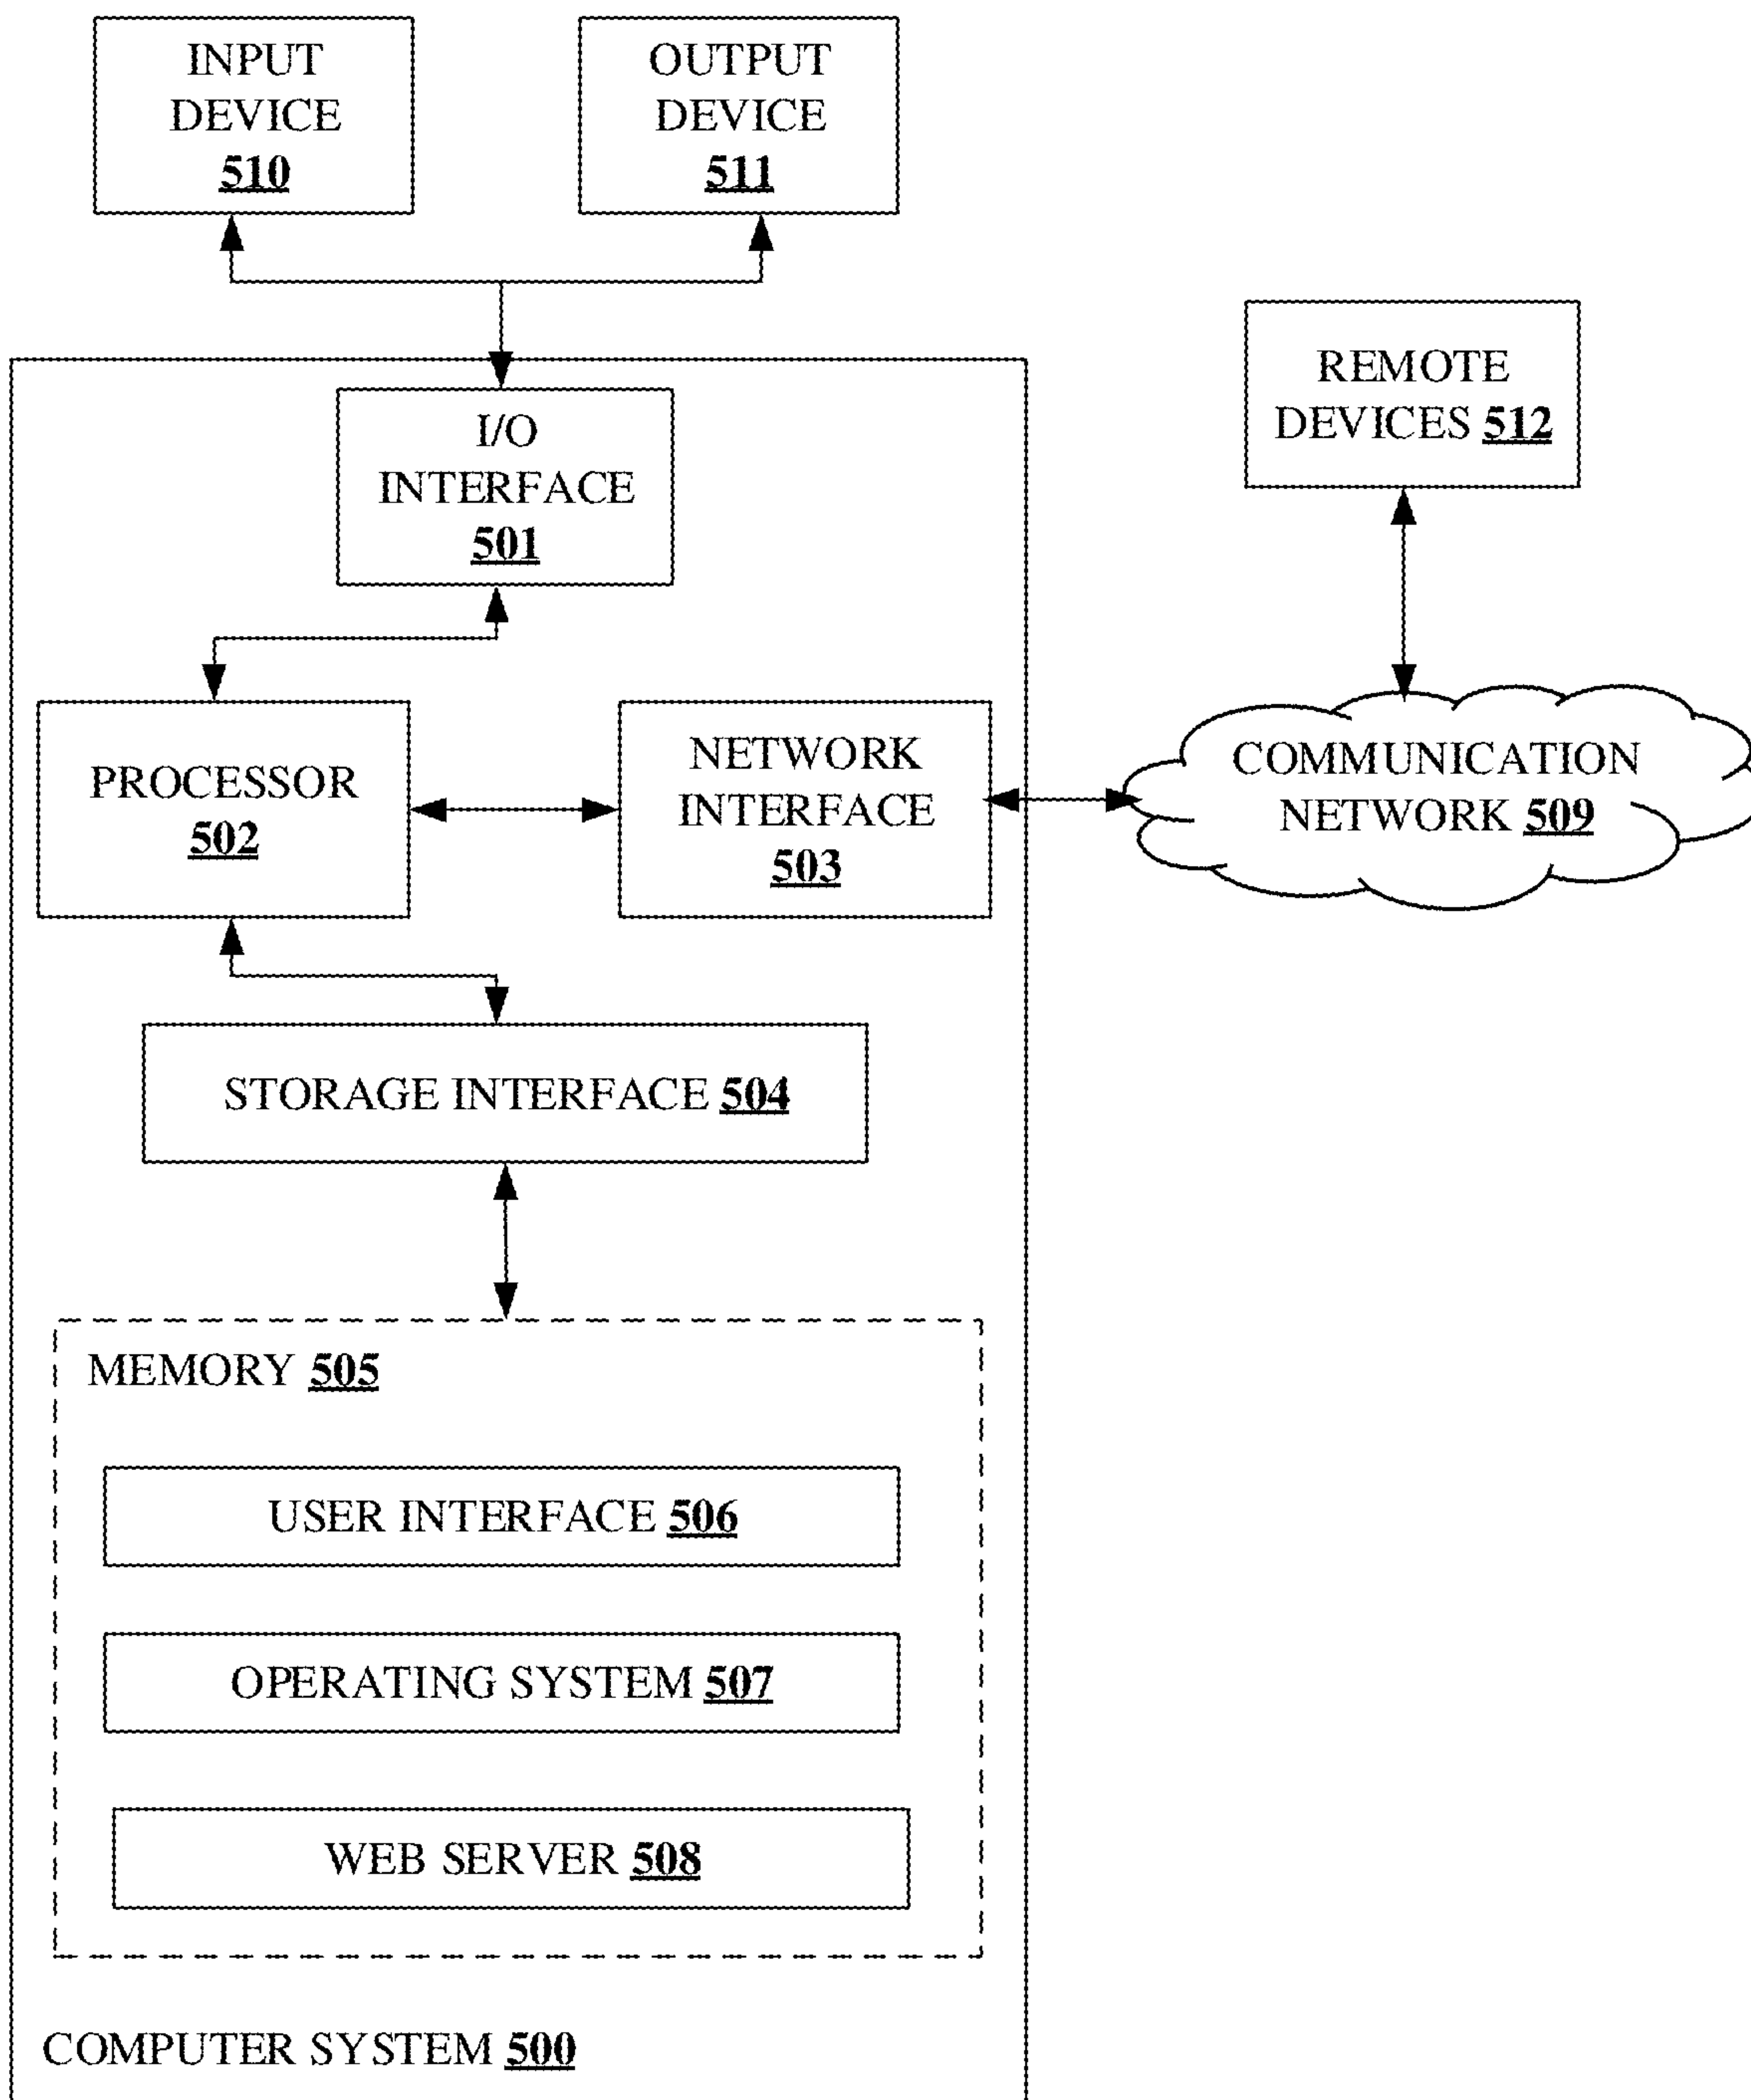 INPUT
DEVICE
510
OUTPUT
DEVICE
511
I/O
INTERFACE
501
REMOTE
DEVICES 512
PROCESSOR
502
NETWORK
INTERFACE
503
COMMUNICATION
NETWORK 509
STORAGE INTERFACE 504
MEMORY 505
USER INTERFACE 506
OPERATING SYSTEM 507
WEB SERVER 508
COMPUTER SYSTEM 500